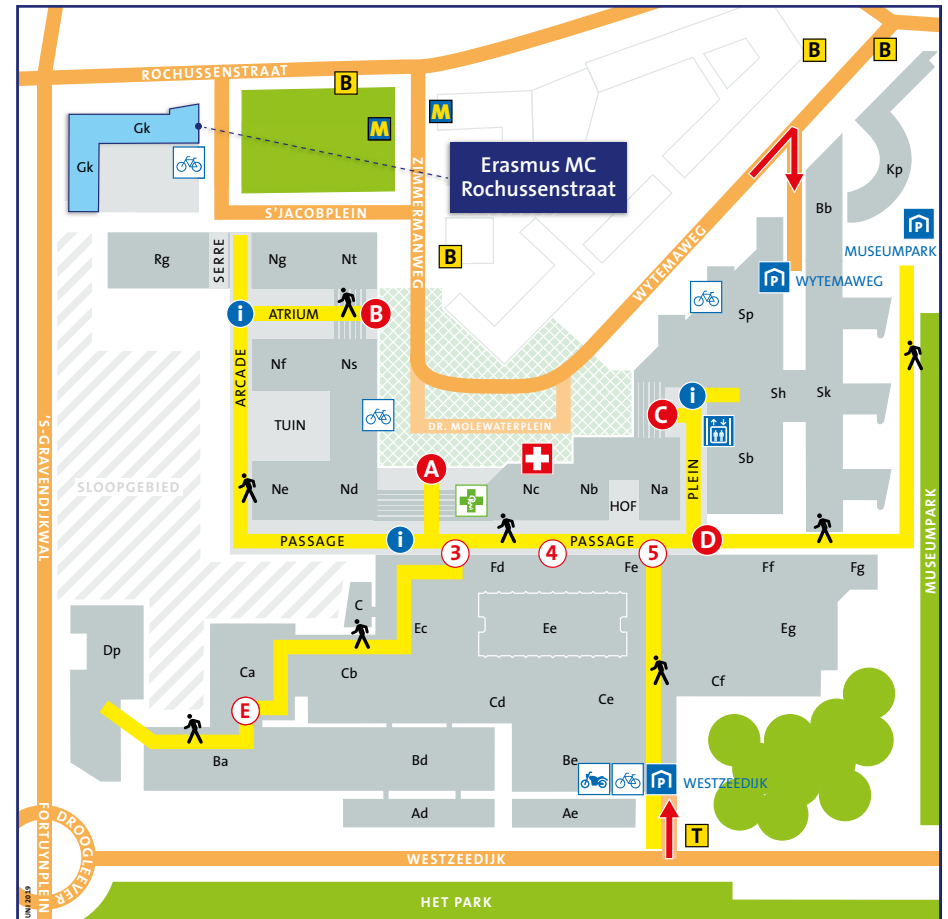 B
B
ROCHUSSENSTRAAT
B
M
M
Gk
Gk
Erasmus MC
Rochussenstraat
ZIMMERMANWEG
S'JACOBPLEIN
Kp
Bb
P
MUSEUMPARK
WYTEMAWEG
B
Rg
SERRE
Ng
Nt
P
WYTEMAWEG
i
ATRIUM
B
Sp
ARCADE
Nf
Ns
i
Sh
Sk
TUIN
DR. MOLEWATERPLEIN
C
'S-GRAVENDIJKWAL
SLOOPGEBIED
A
PLEIN
Sb
Ne
Nd
Nc
Nb
HOF
Na
PASSAGE
i
PASSAGE
D
3
4
5
MUSEUMPARK
Fd
Fe
Ff
Fg
C
Ec
Ee
Eg
Dp
Ca
Cb
Cd
Ce
Cf
E
Ba
Bd
Be
P
WESTZEEDIJK
Ad
Ae
T
DROOGLEEVER
FORTUYNPLEIN
WESTZEEDIJK
HET PARK
JNI 2019